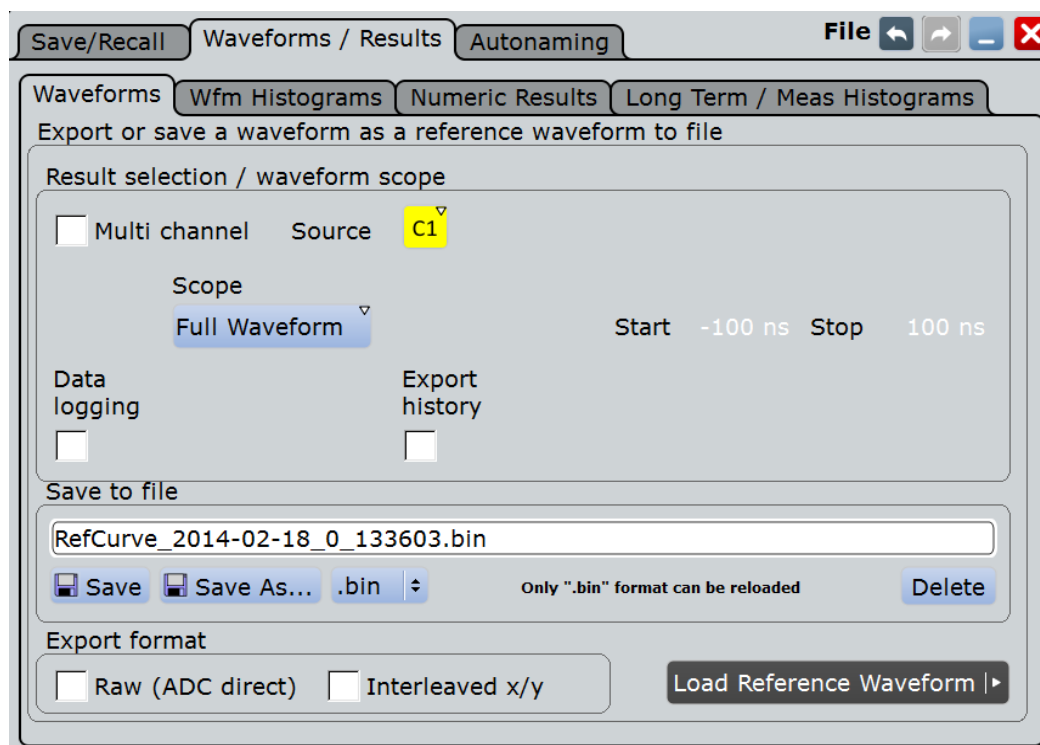 Save/Recall Waveforms / Results Autonaming File
Waveforms Wfm Histograms Numeric Results Long Term / Meas Histograms
Export or save a waveform as a reference waveform to file
Result selection / waveform scope
Multi channel Source C1
Scope
Full Waveform Start -100 ns Stop 100 ns
Data Export
logging history
Save to file
RefCurve_2014-02-18_0_133603.bin
Save Save As... .bin Only ".bin" format can be reloaded Delete
Export format
Raw (ADC direct) Interleaved x/y Load Reference Waveform